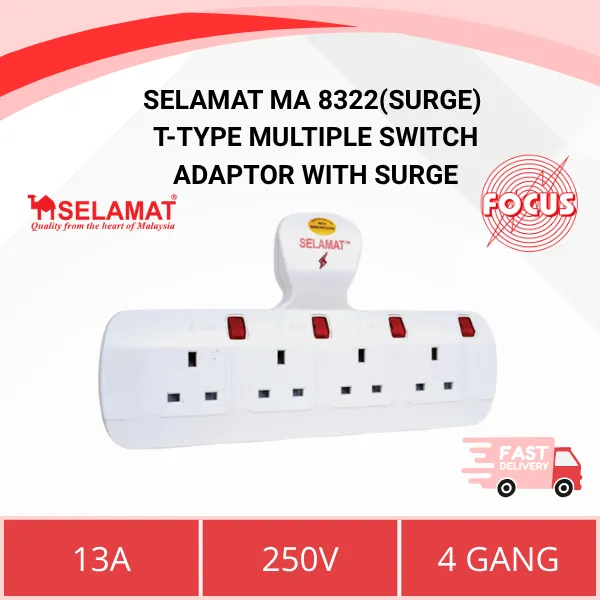 SELAMAT MA 8322(SURGE)
T-TYPE MULTIPLE SWITCH
ADAPTOR WITH SURGE
SELAMAT®
Quality from the heart of Malaysia
FOCUS
SELAMAT™
FAST
DELIVERY
13A
250V
4 GANG